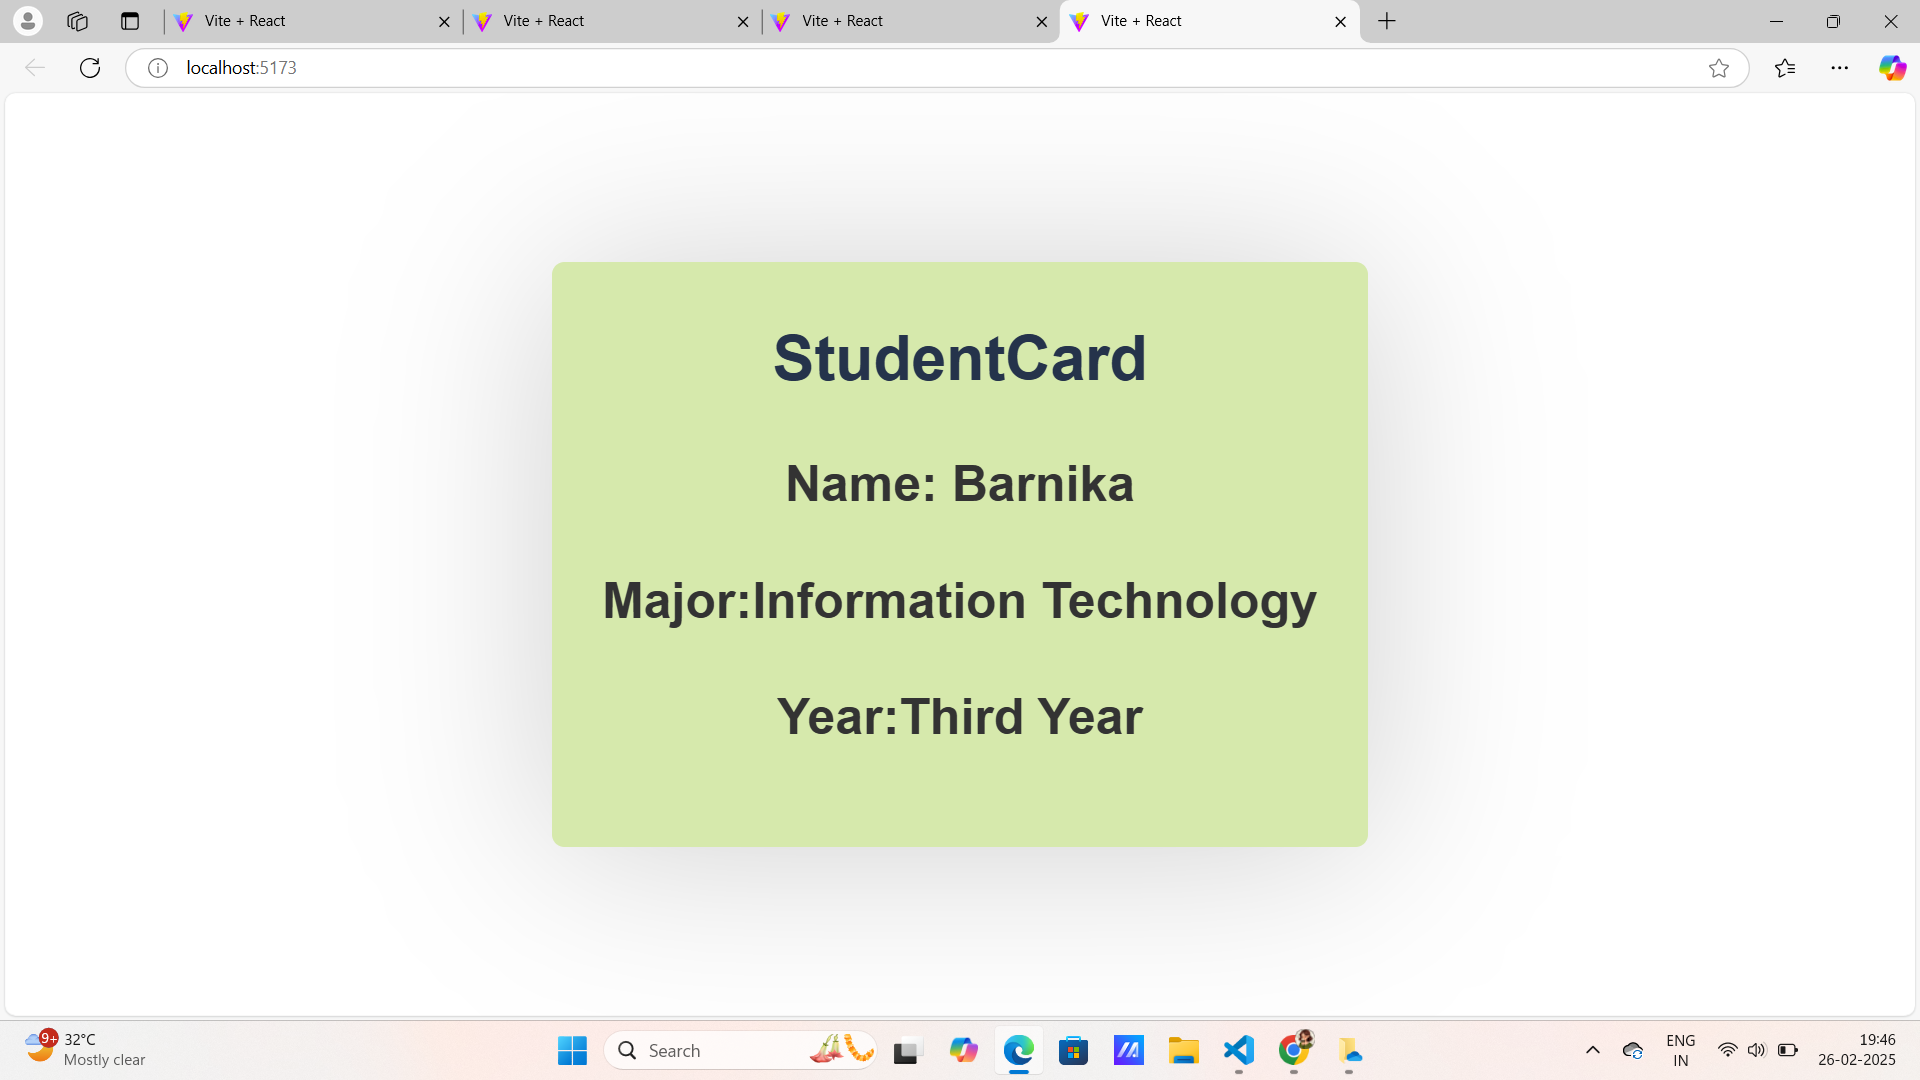 Vite + React
Vite + React
Vite + React
Vite + React
localhost:5173
StudentCard
Name: Barnika
Major:Information Technology
Year:Third Year
9+
32°C
Mostly clear
Search
ENG
IN
19:46
26-02-2025